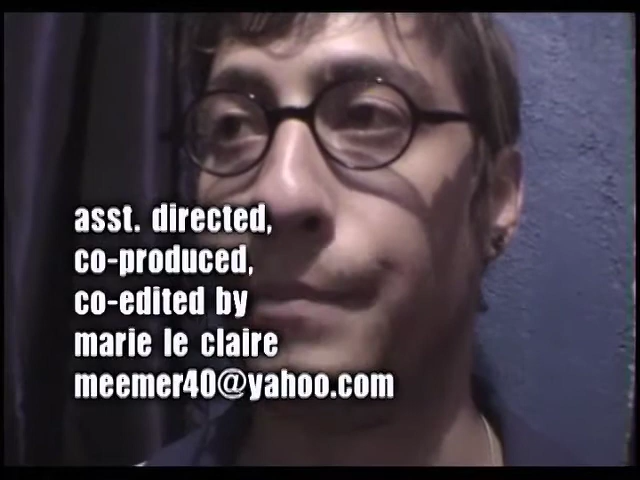 asst. directed,
co-produced,
co-edited by
marie le claire
meemer40@yahoo.com